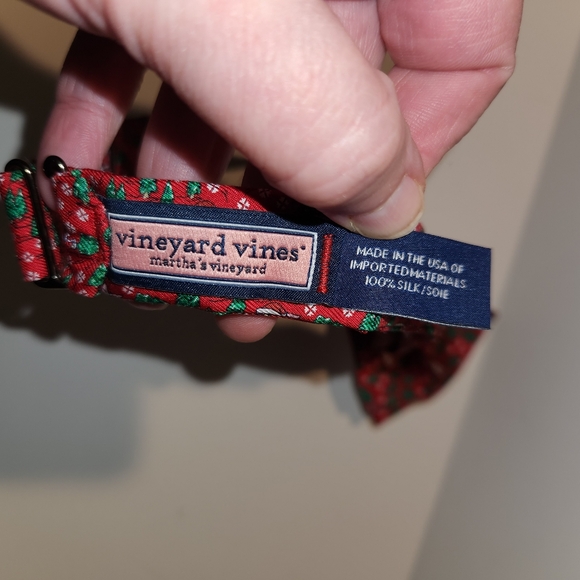 vineyard vines®
martha's vineyard
MADE IN THE USA OF
IMPORTED MATERIALS
100% SILK/SOIE